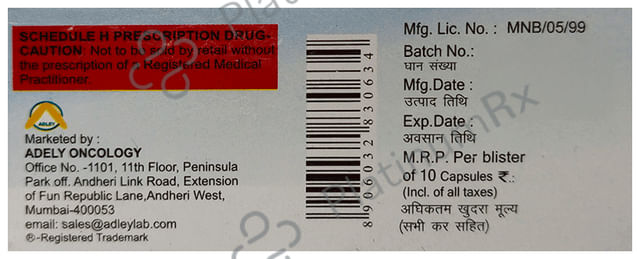 SCHEDULE H PRESCRIPTION DRUG-
CAUTION: Not to be sold by retail without
the prescription of a Registered Medical
Practitioner.
ADLEY
Marketed by :
ADELY ONCOLOGY
Office No. -1101, 11th Floor, Peninsula
Park off. Andheri Link Road, Extension
of Fun Republic Lane,Andheri West,
Mumbai-400053
email: sales@adleylab.com
®-Registered Trademark
8906032830634
Mfg. Lic. No. : MNB/05/99
Batch No.:
घान संख्या
Mfg.Date :
उत्पाद तिथि
Exp.Date :
अवसान तिथि
M.R.P. Per blister
of 10 Capsules ₹.:
(Incl. of all taxes)
अधिकतम खुदरा मूल्य
(सभी कर सहित)
PlatinumRx